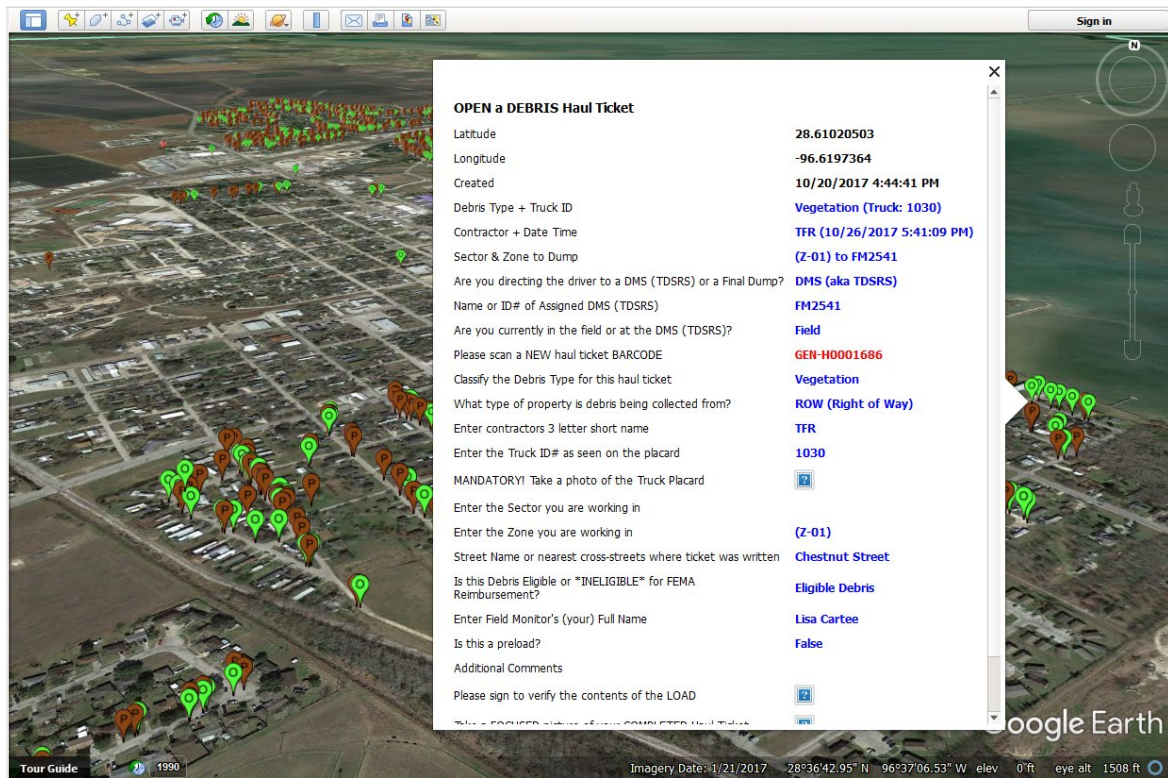 Sign in
N
OPEN a DEBRIS Haul Ticket
Latitude 28.61020503
Longitude -96.6197364
Created 10/20/2017 4:44:41 PM
Debris Type + Truck ID Vegetation (Truck: 1030)
Contractor + Date Time TFR (10/26/2017 5:41:09 PM)
Sector & Zone to Dump (Z-01) to FM2541
Are you directing the driver to a DMS (TDSRS) or a Final Dump? DMS (aka TDSRS)
Name or ID# of Assigned DMS (TDSRS) FM2541
Are you currently in the field or at the DMS (TDSRS)? Field
Please scan a NEW haul ticket BARCODE GEN-H0001686
Classify the Debris Type for this haul ticket Vegetation
What type of property is debris being collected from? ROW (Right of Way)
Enter contractors 3 letter short name TFR
Enter the Truck ID# as seen on the placard 1030
MANDATORY! Take a photo of the Truck Placard
Enter the Sector you are working in
Enter the Zone you are working in (Z-01)
Street Name or nearest cross-streets where ticket was written Chestnut Street
Is this Debris Eligible or *INELIGIBLE* for FEMA
Reimbursement? Eligible Debris
Enter Field Monitor's (your) Full Name Lisa Cartee
Is this a preload? False
Additional Comments
Please sign to verify the contents of the LOAD
Take a FOCUSED picture of your COMPLETED Haul Ticket
Google Earth
Tour Guide 1990 Imagery Date: 1/21/2017 28°36'42.95" N 96°37'06.53" W elev 0 ft eye alt 1508 ft